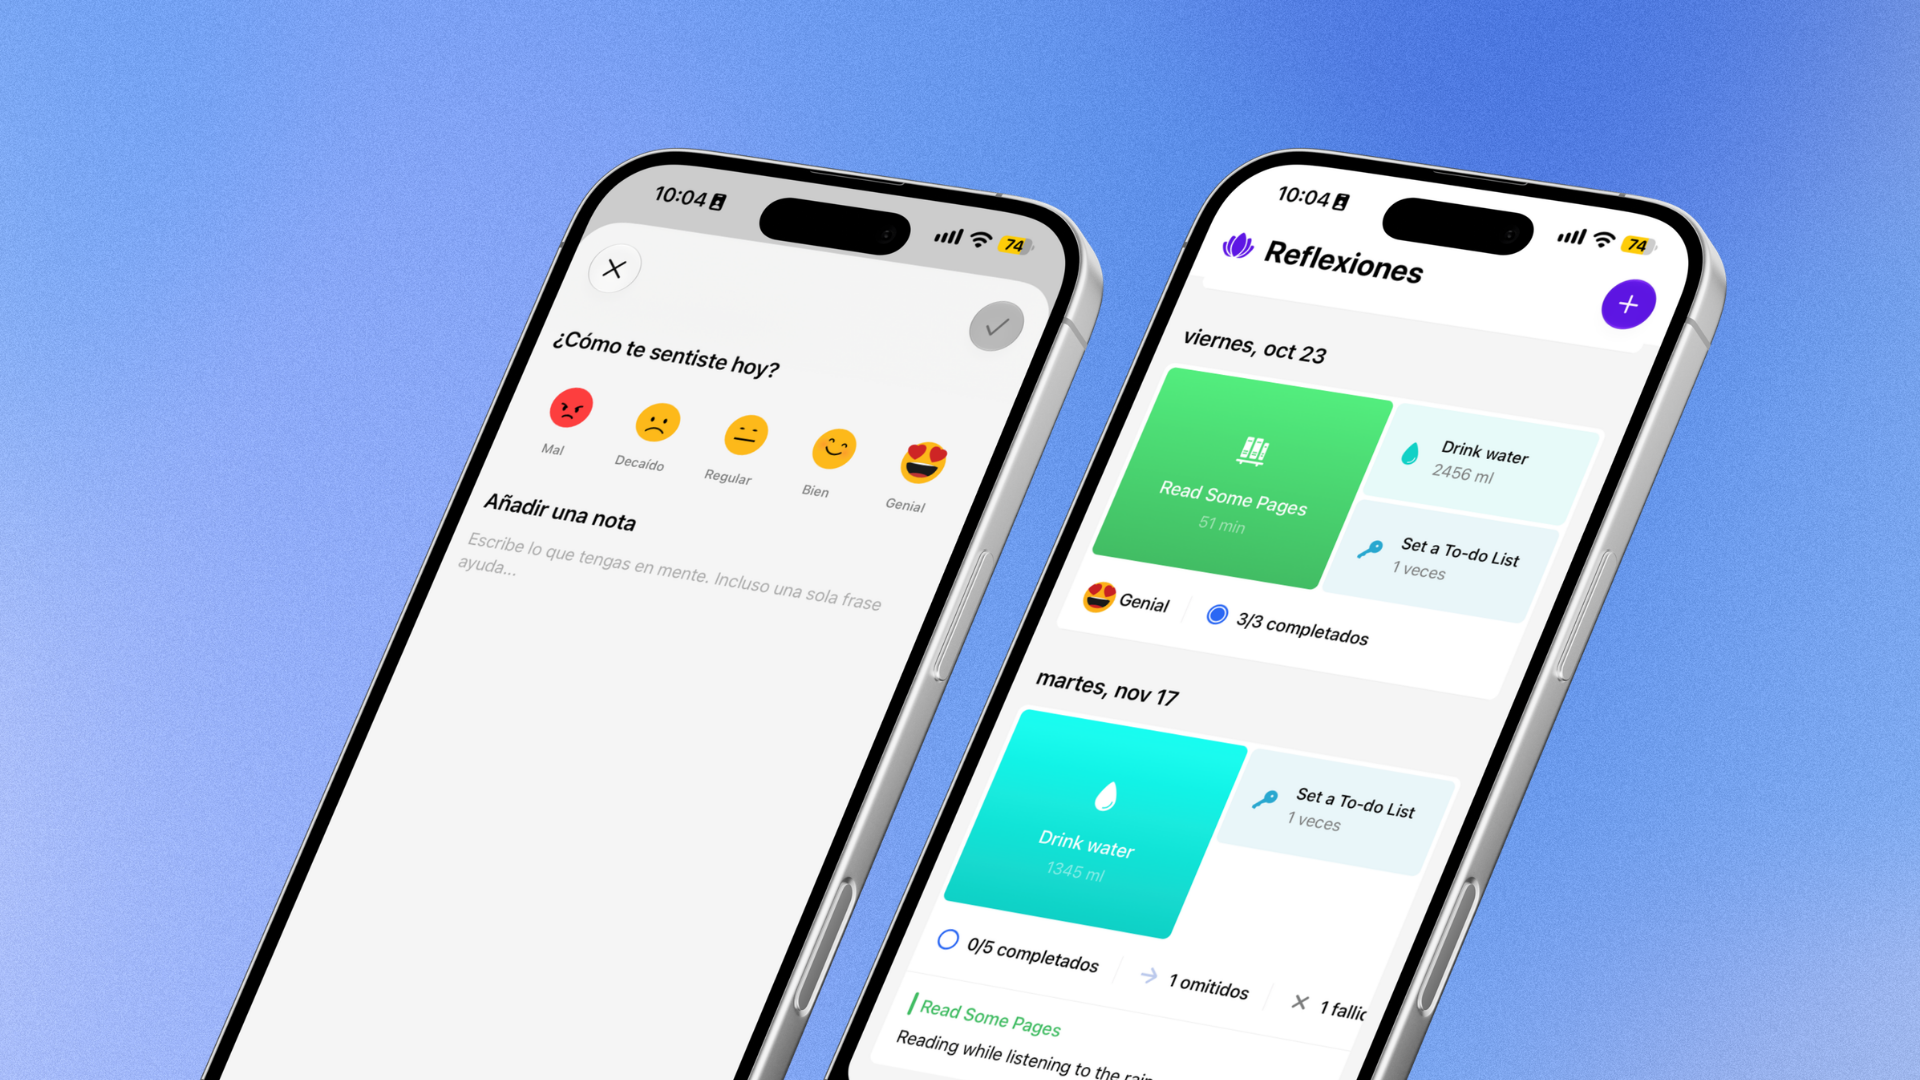 10:04
74
¿Cómo te sentiste hoy?
Mal
Decaído
Regular
Bien
Genial
Añadir una nota
Escribe lo que tengas en mente. Incluso una sola frase
ayuda...
10:04
74
Reflexiones
viernes, oct 23
Read Some Pages
51 min
Drink water
2456 ml
Set a To-do List
1 veces
Genial
3/3 completados
martes, nov 17
Drink water
1345 ml
Set a To-do List
1 veces
0/5 completados
1 omitidos
1
Read Some Pages
Reading while listening to the